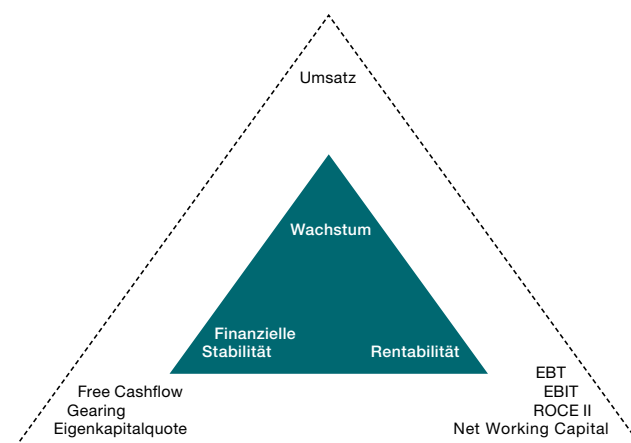 Umsatz
Wachstum
Finanzielle
Stabilität
Rentabilität
Free Cashflow
Gearing
Eigenkapitalquote
EBT
EBIT
ROCE II
Net Working Capital